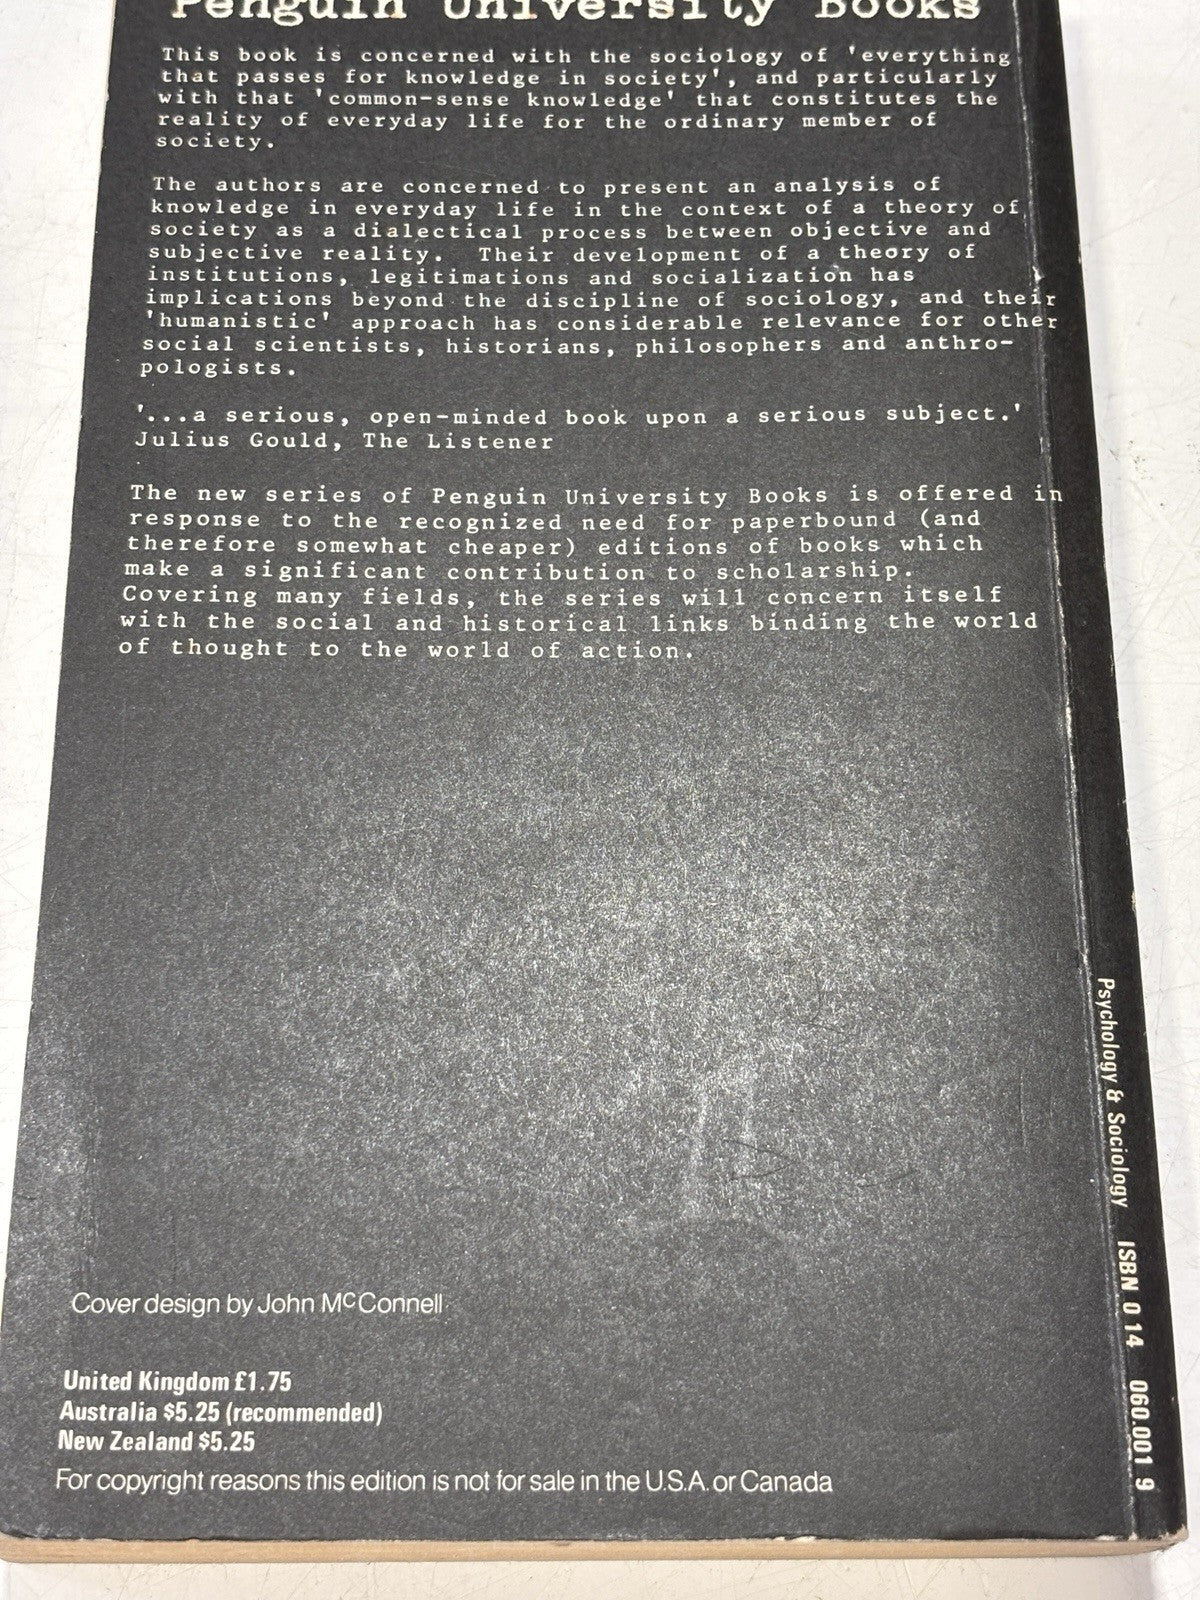 Penguin University Books
This book is concerned with the sociology of 'everything
that passes for knowledge in society', and particularly
with that 'common-sense knowledge' that constitutes the
reality of everyday life for the ordinary member of
society.
The authors are concerned to present an analysis of
knowledge in everyday life in the context of a theory of
society as a dialectical process between objective and
subjective reality. Their development of a theory of
institutions, legitimations and socialization has
implications beyond the discipline of sociology, and their
'humanistic' approach has considerable relevance for other
social scientists, historians, philosophers and anthro-
pologists.
'...a serious, open-minded book upon a serious subject.'
Julius Gould, The Listener
The new series of Penguin University Books is offered in
response to the recognized need for paperbound (and
therefore somewhat cheaper) editions of books which
make a significant contribution to scholarship.
Covering many fields, the series will concern itself
with the social and historical links binding the world
of thought to the world of action.
Cover design by John McConnell
United Kingdom £1.75
Australia $5.25 (recommended)
New Zealand $5.25
For copyright reasons this edition is not for sale in the U.S.A. or Canada
Psychology & Sociology ISBN 0 14 060.001 9